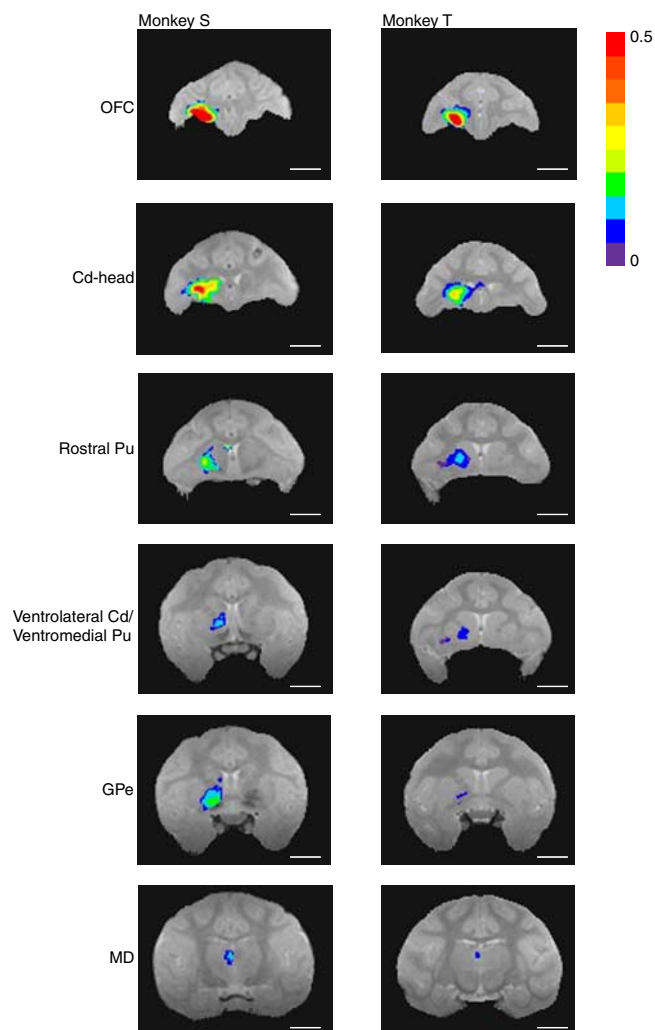 Monkey S
Monkey T
0.5
OFC
0
Cd-head
Rostral Pu
Ventrolateral Cd/
Ventromedial Pu
GPe
MD